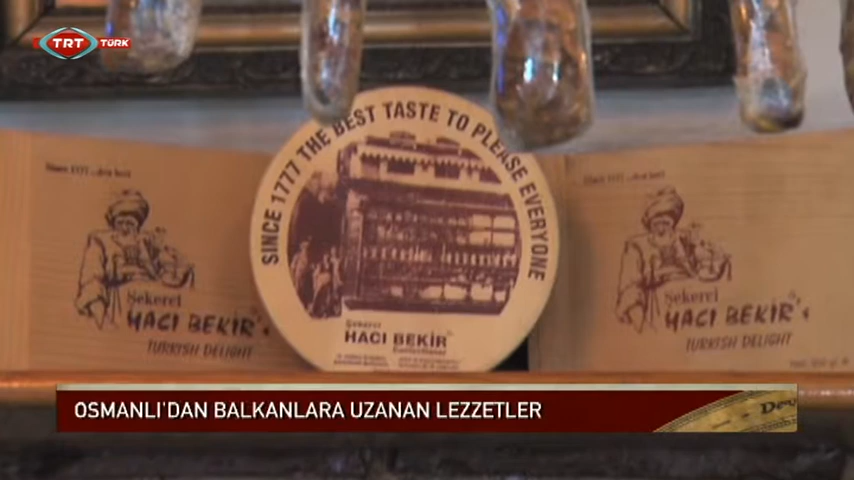 TRT TÜRK
SINCE 1777 THE BEST TASTE TO PLEASE EVERYONE
Şekerci
HACI BEKİR
TURKISH DELIGHT
Şekerci
HACI BEKİR
Confectioner
Şekerci
HACI BEKİR
TURKISH DELIGHT
OSMANLI'DAN BALKANLARA UZANAN LEZZETLER